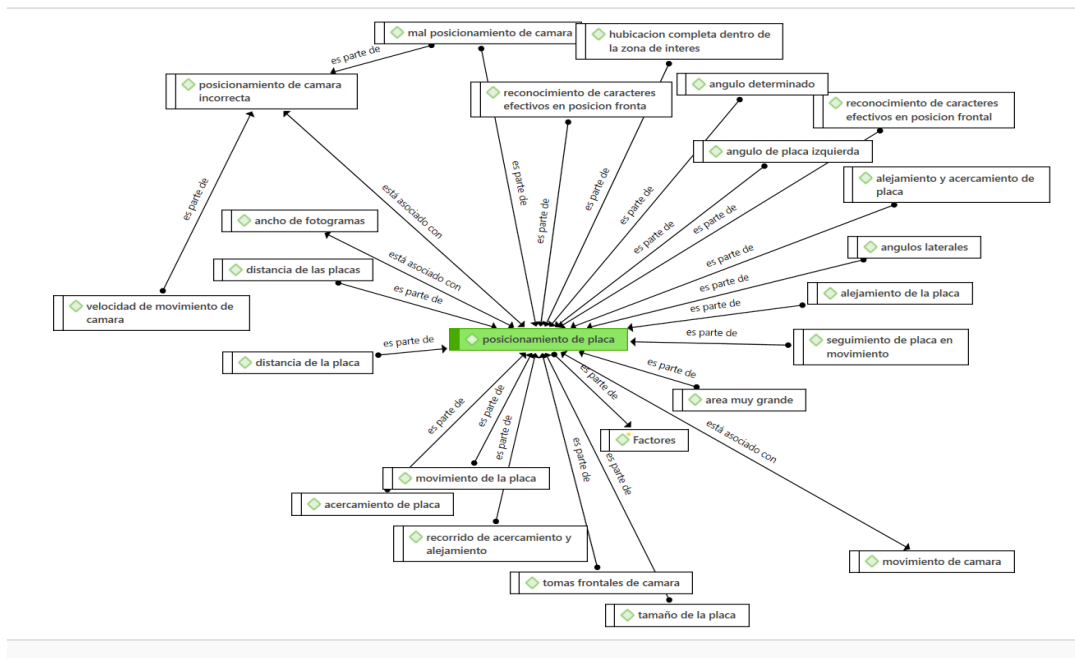 mal posicionamiento de camara
hubicacion completa dentro de
la zona de interes
es parte de
posicionamiento de camara
incorrecta
reconocimiento de caracteres
efectivos en posicion fronta
angulo determinado
reconocimiento de caracteres
efectivos en posicion frontal
angulo de placa izquierda
alejamiento y acercamiento de
placa
es parte de
es parte de
es parte de
es parte de
es parte de
es parte de
es parte de
está asociado con
ancho de fotogramas
angulos laterales
está asociado con
es parte de
distancia de las placas
es parte de
es parte de
alejamiento de la placa
velocidad de movimiento de
camara
es parte de
posicionamiento de placa
es parte de
es parte de
seguimiento de placa en
movimiento
distancia de la placa
es parte de
es parte de
area muy grande
es parte de
es parte de
es parte de
Factores
está asociado con
es parte de
es parte de
movimiento de la placa
acercamiento de placa
recorrido de acercamiento y
alejamiento
movimiento de camara
tomas frontales de camara
tamaño de la placa